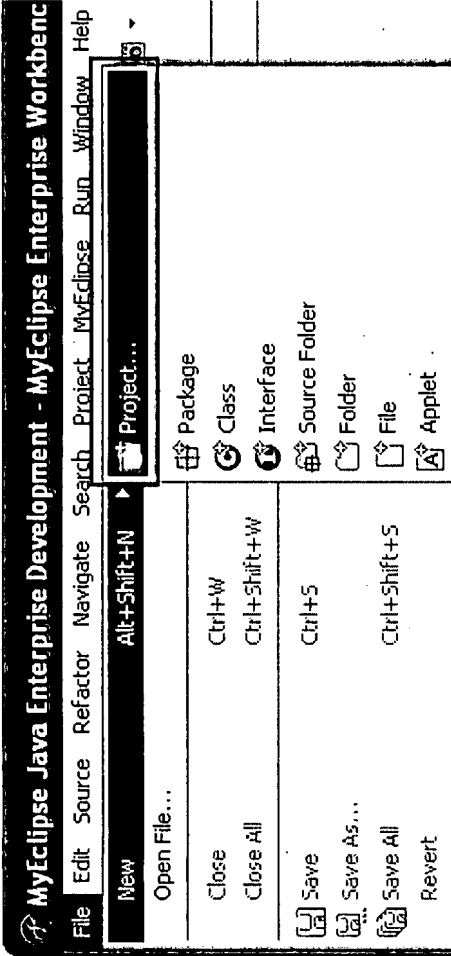 MyEclipse Java Enterprise Development - MyEclipse Enterprise Workbenc
File Edit Source Refactor Navigate Search Project MyEclipse Run Window Help
New Alt+Shift+N
Open File...
Close Ctrl+W
Close All Ctrl+Shift+W
Save Ctrl+S
Save As...
Save All Ctrl+Shift+S
Revert
Project...
Package
Class
Interface
Source Folder
Folder
File
Applet